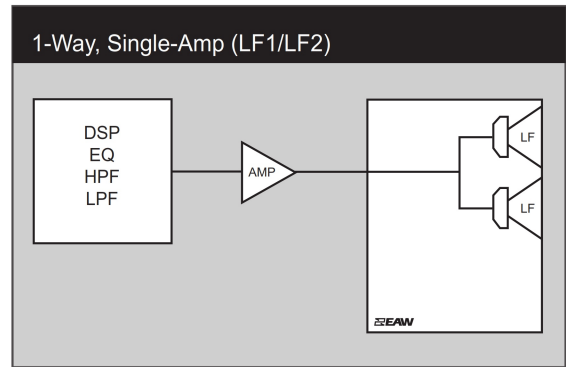 1-Way, Single-Amp (LF1/LF2)
DSP
EQ
HPF
LPF
AMP
LF
LF
EAW